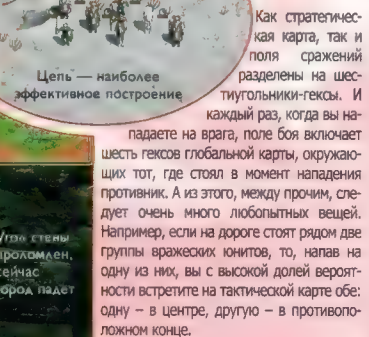 Цепь — наиболее
эффективное построение
Как стратегичес-
кая карта, так и
поля сражений
разделены на шес-
тиугольники-гексы. И
каждый раз, когда вы на-
падаете на врага, поле боя включает
шесть гексов глобальной карты, окружаю-
щих тот, где стоял в момент нападения
противник. А из этого, между прочим, сле-
дует очень много любопытных вещей.
Например, если на дороге стоят рядом две
группы вражеских юнитов, то, напав на
одну из них, вы с высокой долей вероят-
ности встретите на тактической карте обе:
одну – в центре, другую – в противопо-
ложном конце.
стены
проломлен,
сейчас
город падет